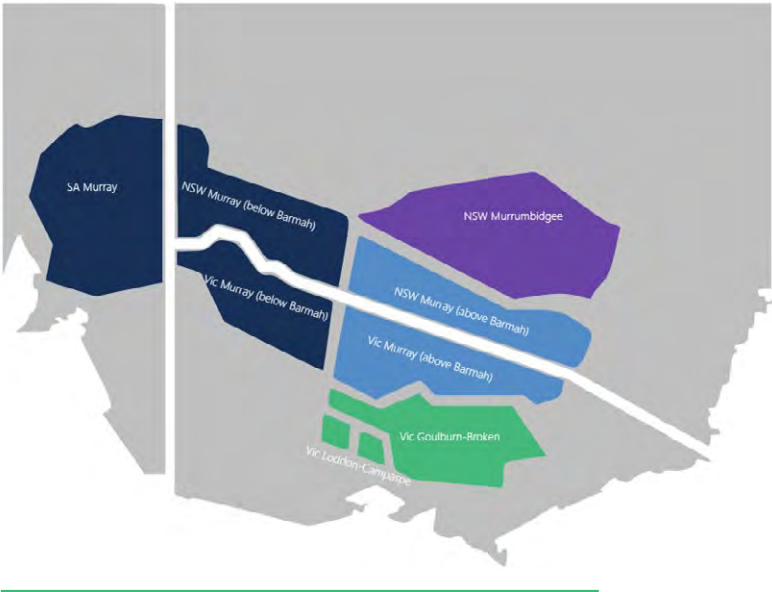 SA Murray
NSW Murray (below Barmah)
NSW Murrumbidgee
Vic Murray (below Barmah)
NSW Murray (above Barmah)
Vic Murray (above Barmah)
Vic Goulburn-Broken
Vic Loddon-Campaspe